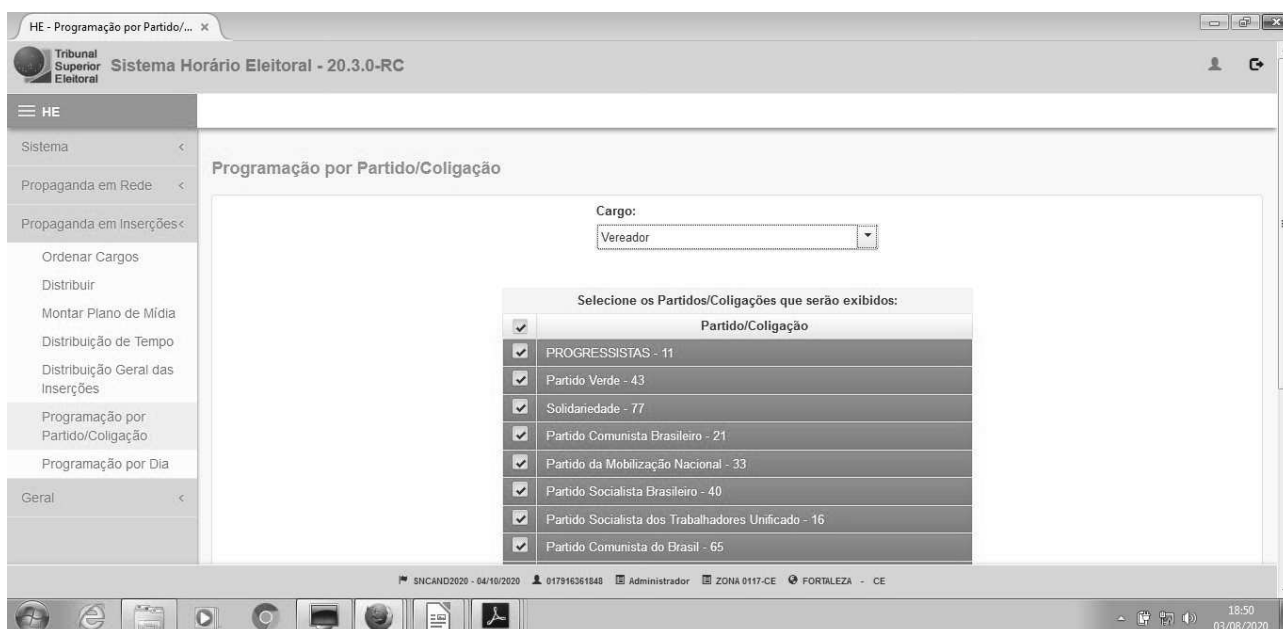 HE - Programação por Partido/... ×
Tribunal
Superior
Eleitoral
Sistema Horário Eleitoral - 20.3.0-RC
HE
Sistema <
Programação por Partido/Coligação
Propaganda em Rede <
Cargo:
Propaganda em Inserções<
Vereador
Ordenar Cargos
Distribuir
Selecione os Partidos/Coligações que serão exibidos:
Montar Plano de Mídia
Partido/Coligação
Distribuição de Tempo
PROGRESSISTAS - 11
Distribuição Geral das
Inserções
Partido Verde - 43
Solidariedade - 77
Programação por
Partido/Coligação
Partido Comunista Brasileiro - 21
Programação por Dia
Partido da Mobilização Nacional - 33
Geral <
Partido Socialista Brasileiro - 40
Partido Socialista dos Trabalhadores Unificado - 16
Partido Comunista do Brasil - 65
SNCAND2020 - 04/10/2020 017916361848 Administrador ZONA 0117-CE FORTALEZA - CE
18:50
03/08/2020